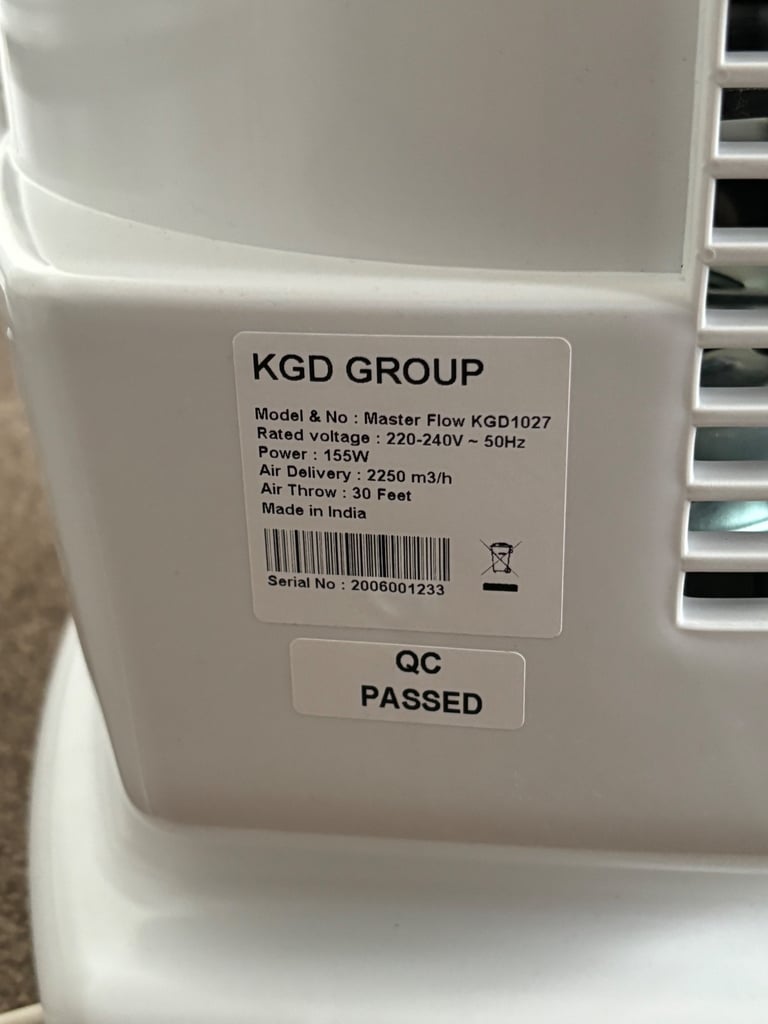 KGD GROUP
Model & No : Master Flow KGD1027
Rated voltage : 220-240V ~ 50Hz
Power : 155W
Air Delivery : 2250 m3/h
Air Throw : 30 Feet
Made in India
Serial No : 2006001233
QC
PASSED